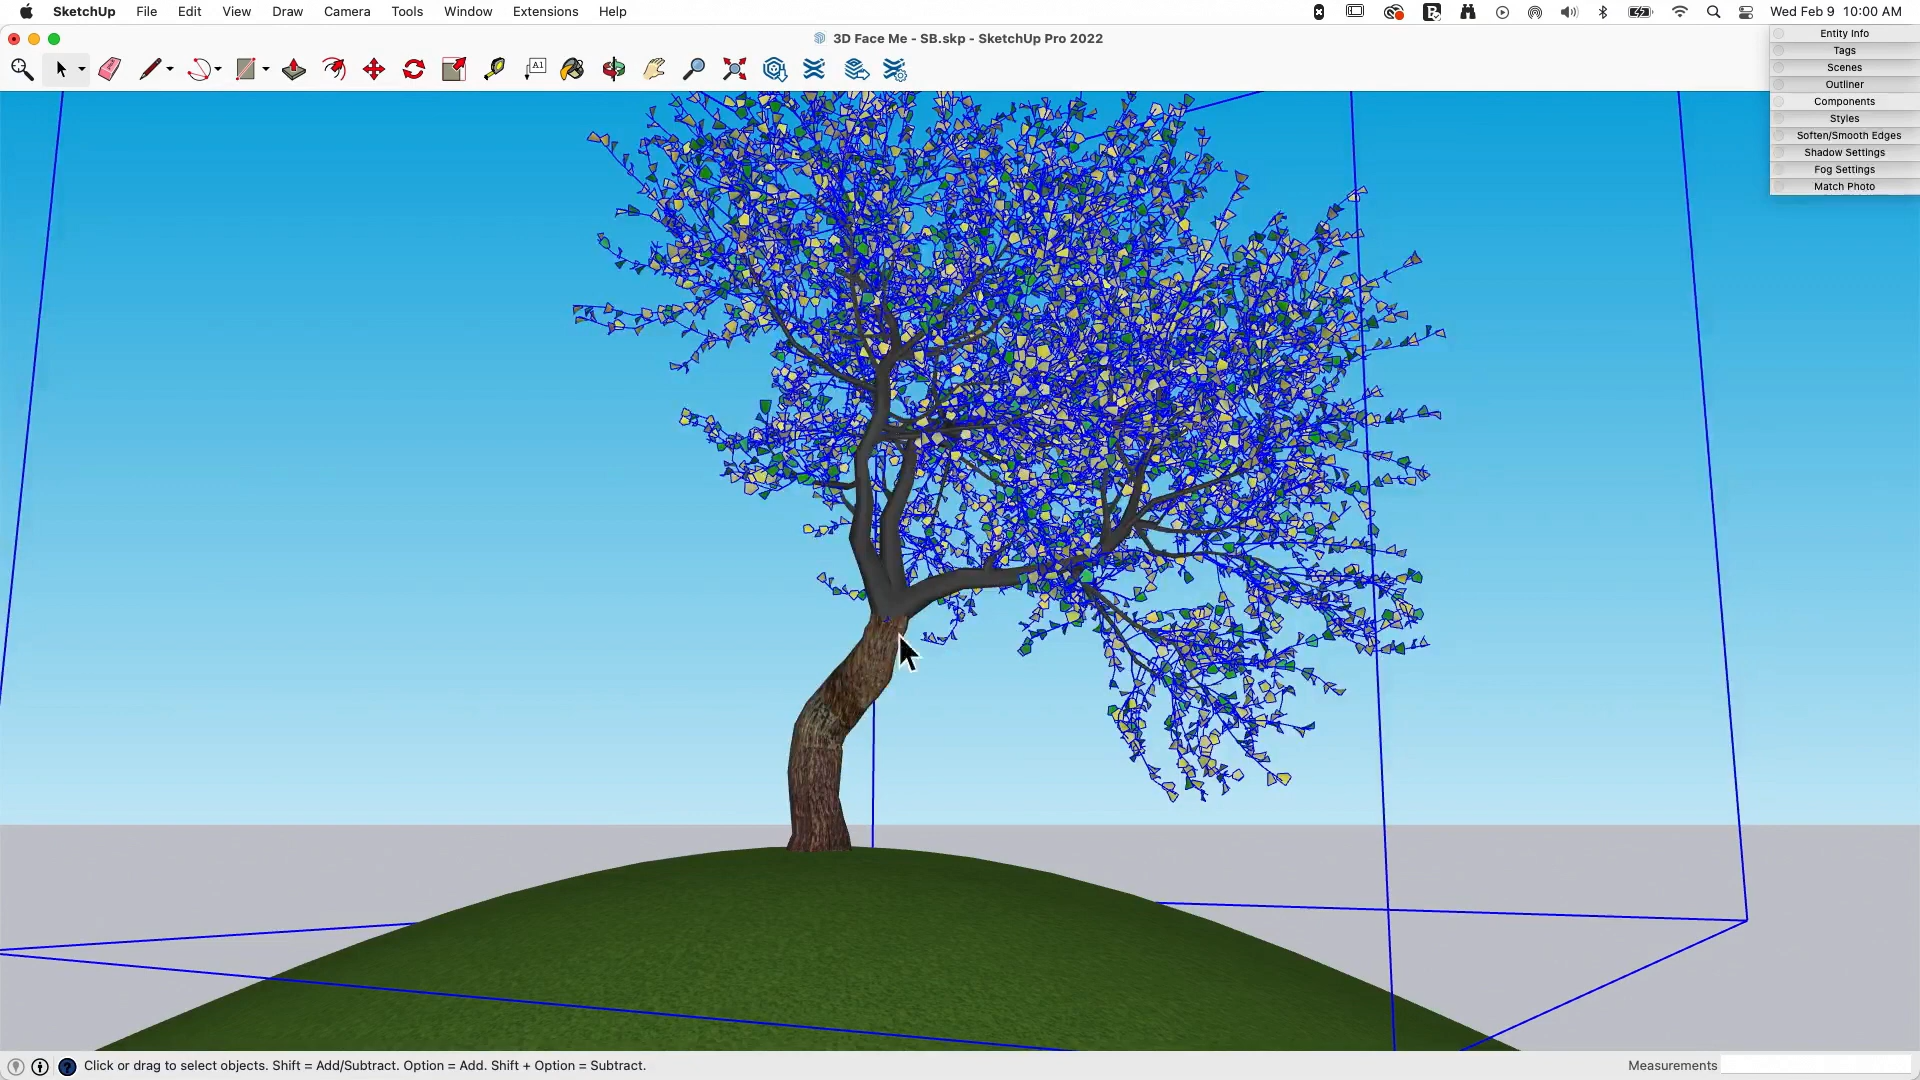 SketchUp File Edit View Draw Camera Tools Window Extensions Help Wed Feb 9 10:00 AM
3D Face Me - SB.skp - SketchUp Pro 2022
A1
Entity Info
Tags
Scenes
Outliner
Components
Styles
Soften/Smooth Edges
Shadow Settings
Fog Settings
Match Photo
Click or drag to select objects. Shift = Add/Subtract. Option = Add. Shift + Option = Subtract. Measurements